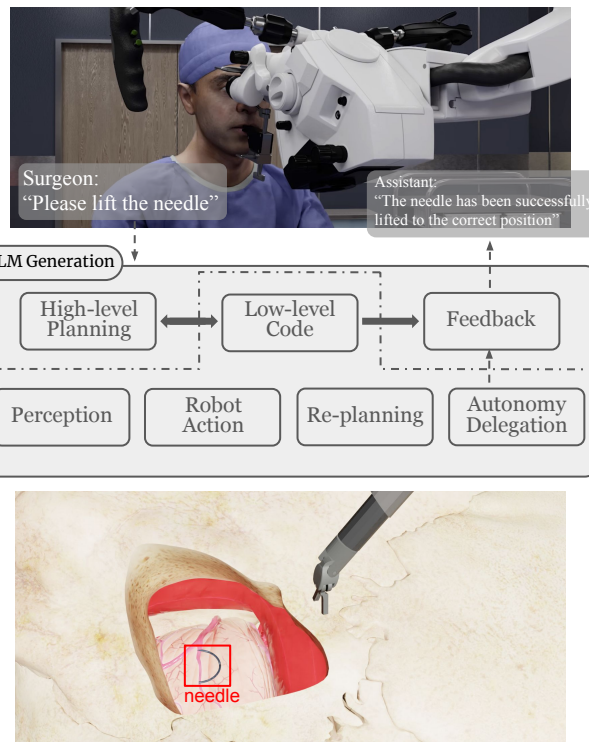 Surgeon:
“Please lift the needle”
Assistant:
“The needle has been successfully
lifted to the correct position”
LM Generation
High-level
Planning
Low-level
Code
Feedback
Perception
Robot
Action
Re-planning
Autonomy
Delegation
needle